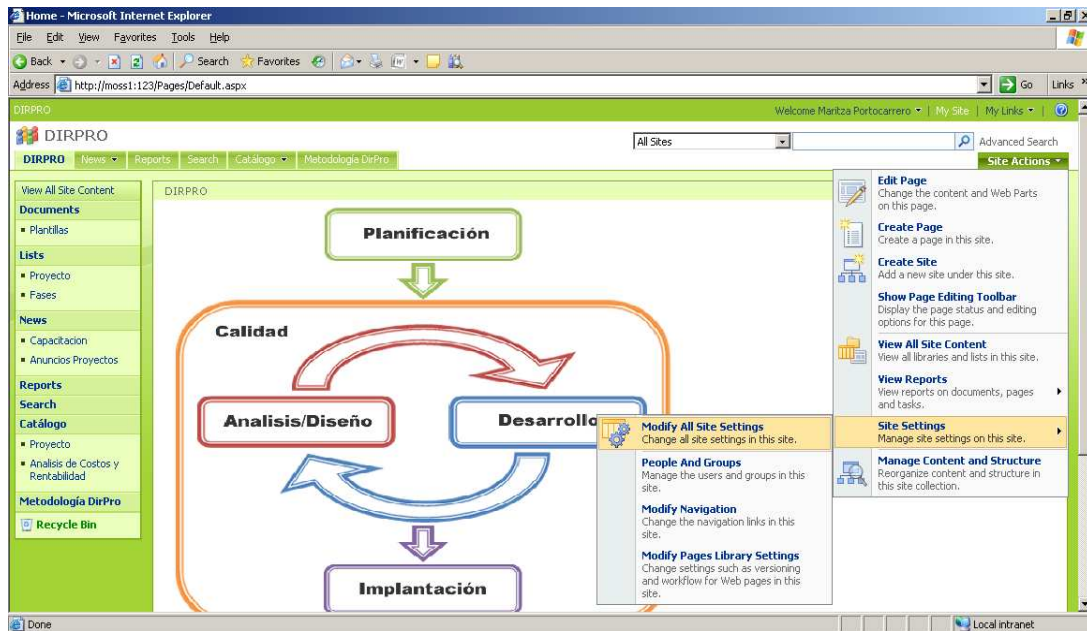 Home - Microsoft Internet Explorer
File Edit View Favorites Tools Help
Back Search Favorites
Address http://moss1:123/Pages/Default.aspx Go Links »
DIRPRO Welcome Maritza Portocarrero | My Site | My Links |
DIRPRO All Sites Advanced Search
DIRPRO News Reports Search Catálogo Metodología DirPro Site Actions
View All Site Content
Documents
Plantillas
Lists
Proyecto
Fases
News
Capacitacion
Anuncios Proyectos
Reports
Search
Catálogo
Proyecto
Analisis de Costos y
Rentabilidad
Metodología DirPro
Recycle Bin
DIRPRO
Planificación
Calidad
Analisis/Diseño
Desarrollo
Implantación
Edit Page
Change the content and Web Parts
on this page.
Create Page
Create a page in this site.
Create Site
Add a new site under this site.
Show Page Editing Toolbar
Display the page status and editing
options for this page.
View All Site Content
View all libraries and lists in this site.
View Reports
View reports on documents, pages
and tasks.
Site Settings
Manage site settings on this site.
Manage Content and Structure
Reorganize content and structure in
this site collection.
Modify All Site Settings
Change all site settings in this site.
People And Groups
Manage the users and groups in this
site.
Modify Navigation
Change the navigation links in this
site.
Modify Pages Library Settings
Change settings such as versioning
and workflow for Web pages in this
site.
Done Local intranet